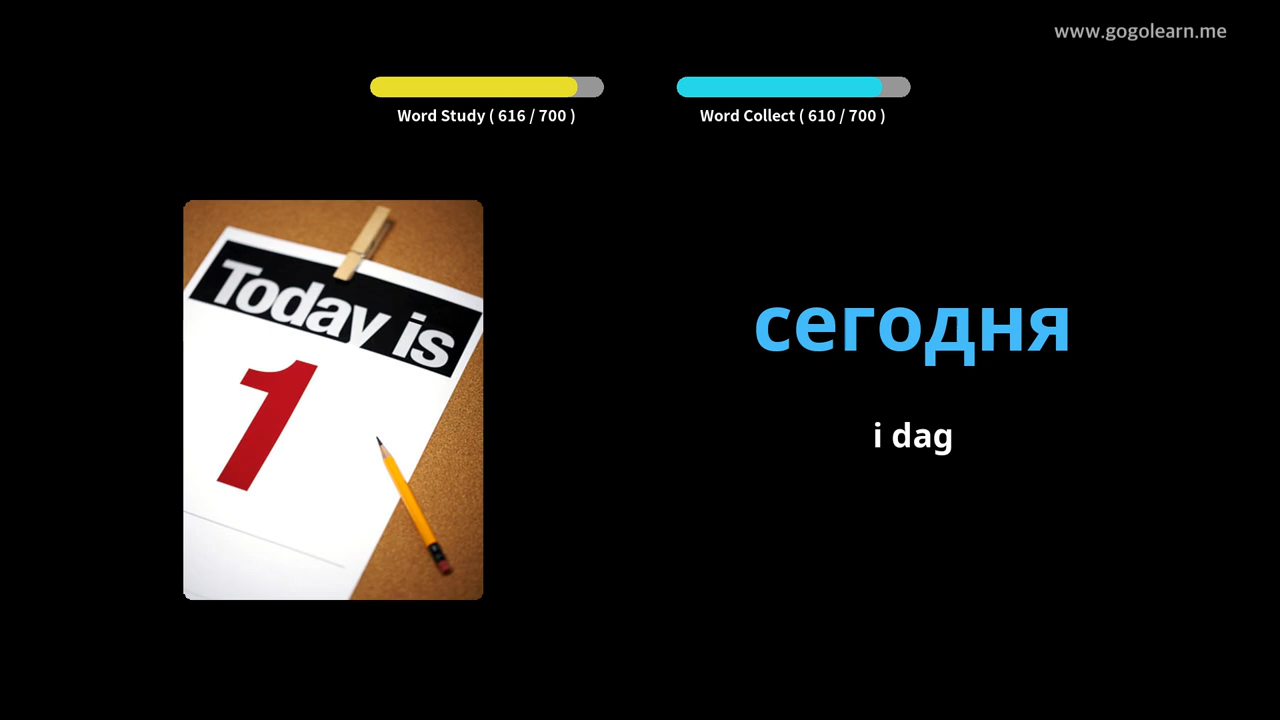 www.gogolearn.me
Word Study ( 616 / 700 )
Word Collect ( 610 / 700 )
Today is
1
сегодня
i dag